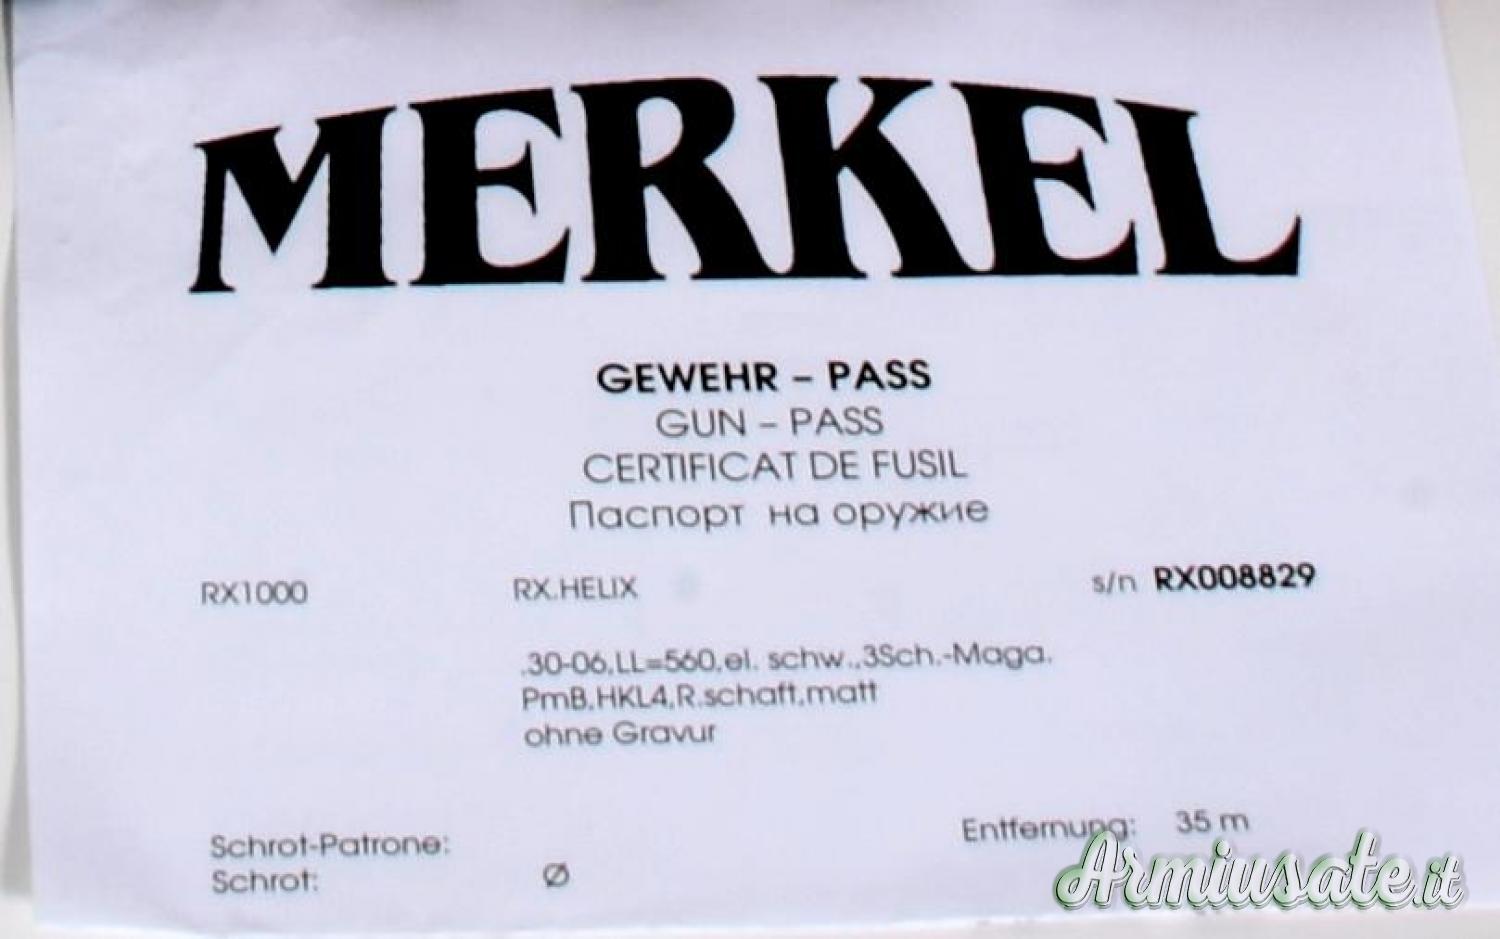 MERKEL
GEWEHR – PASS
GUN – PASS
CERTIFICAT DE FUSIL
Паспорт на оружие
RX1000 RX.HELIX s/n RX008829
.30-06,LL=560,el. schw.,3Sch.-Maga.
PmB,HKL4,R.schaft,matt
ohne Gravur
Schrot-Patrone: Entfernung: 35 m
Schrot: Ø
Armiusate.it